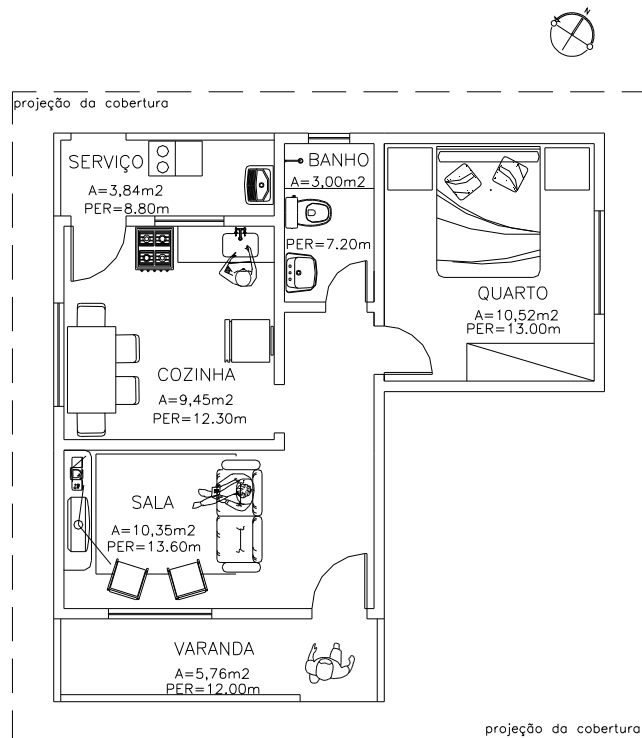 N
projeção da cobertura
SERVIÇO
A=3,84m2
PER=8.80m
BANHO
A=3,00m2
PER=7.20m
QUARTO
A=10,52m2
PER=13.00m
COZINHA
A=9,45m2
PER=12.30m
SALA
A=10,35m2
PER=13.60m
VARANDA
A=5,76m2
PER=12.00m
projeção da cobertura